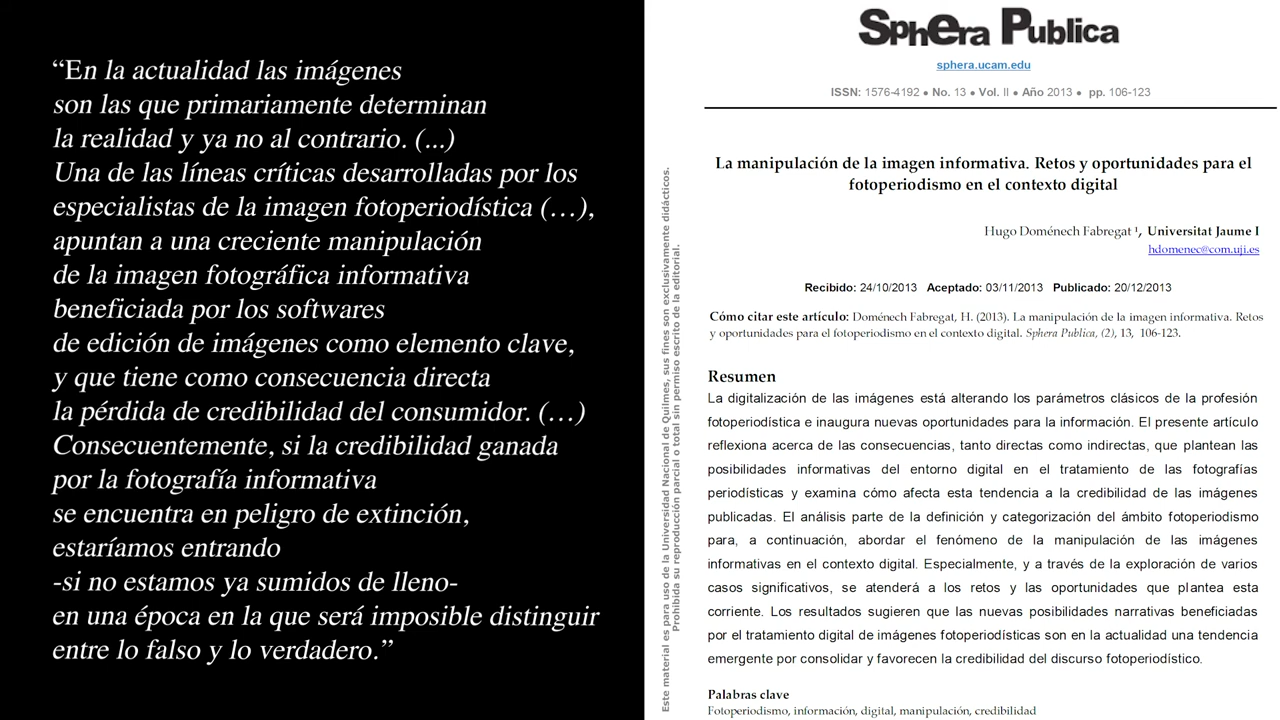 “En la actualidad las imágenes
son las que primariamente determinan
la realidad y ya no al contrario. (...)
Una de las líneas críticas desarrolladas por los
especialistas de la imagen fotoperiodística (…),
apuntan a una creciente manipulación
de la imagen fotográfica informativa
beneficiada por los softwares
de edición de imágenes como elemento clave,
y que tiene como consecuencia directa
la pérdida de credibilidad del consumidor. (…)
Consecuentemente, si la credibilidad ganada
por la fotografía informativa
se encuentra en peligro de extinción,
estaríamos entrando
-si no estamos ya sumidos de lleno-
en una época en la que será imposible distinguir
entre lo falso y lo verdadero.”
Este material es para uso de la Universidad Nacional de Quilmes, sus fines son exclusivamente didácticos.
Prohibida su reproducción parcial o total sin permiso escrito de la editorial.
Sphera Publica
sphera.ucam.edu
ISSN: 1576-4192 ● No. 13 ● Vol. II ● Año 2013 ● pp. 106-123
La manipulación de la imagen informativa. Retos y oportunidades para el
fotoperiodismo en el contexto digital
Hugo Doménech Fabregat ¹, Universitat Jaume I
hdomenec@com.uji.es
Recibido: 24/10/2013 Aceptado: 03/11/2013 Publicado: 20/12/2013
Cómo citar este artículo: Doménech Fabregat, H. (2013). La manipulación de la imagen informativa. Retos
y oportunidades para el fotoperiodismo en el contexto digital. Sphera Publica, (2), 13, 106-123.
Resumen
La digitalización de las imágenes está alterando los parámetros clásicos de la profesión
fotoperiodística e inaugura nuevas oportunidades para la información. El presente artículo
reflexiona acerca de las consecuencias, tanto directas como indirectas, que plantean las
posibilidades informativas del entorno digital en el tratamiento de las fotografías
periodísticas y examina cómo afecta esta tendencia a la credibilidad de las imágenes
publicadas. El análisis parte de la definición y categorización del ámbito fotoperiodismo
para, a continuación, abordar el fenómeno de la manipulación de las imágenes
informativas en el contexto digital. Especialmente, y a través de la exploración de varios
casos significativos, se atenderá a los retos y las oportunidades que plantea esta
corriente. Los resultados sugieren que las nuevas posibilidades narrativas beneficiadas
por el tratamiento digital de imágenes fotoperiodísticas son en la actualidad una tendencia
emergente por consolidar y favorecen la credibilidad del discurso fotoperiodístico.
Palabras clave
Fotoperiodismo, información, digital, manipulación, credibilidad